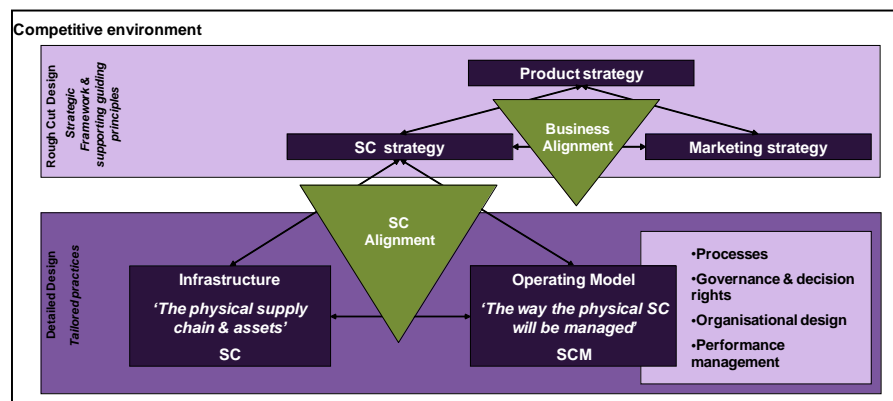 Competitive environment
Rough Cut Design
Strategic
Framework &
supporting guiding
principles
Product strategy
Business
Alignment
SC strategy
Marketing strategy
Detailed Design
Tailored practices
SC
Alignment
Infrastructure
‘The physical supply
chain & assets’
SC
Operating Model
‘The way the physical SC
will be managed’
SCM
•Processes
•Governance & decision
rights
•Organisational design
•Performance
management